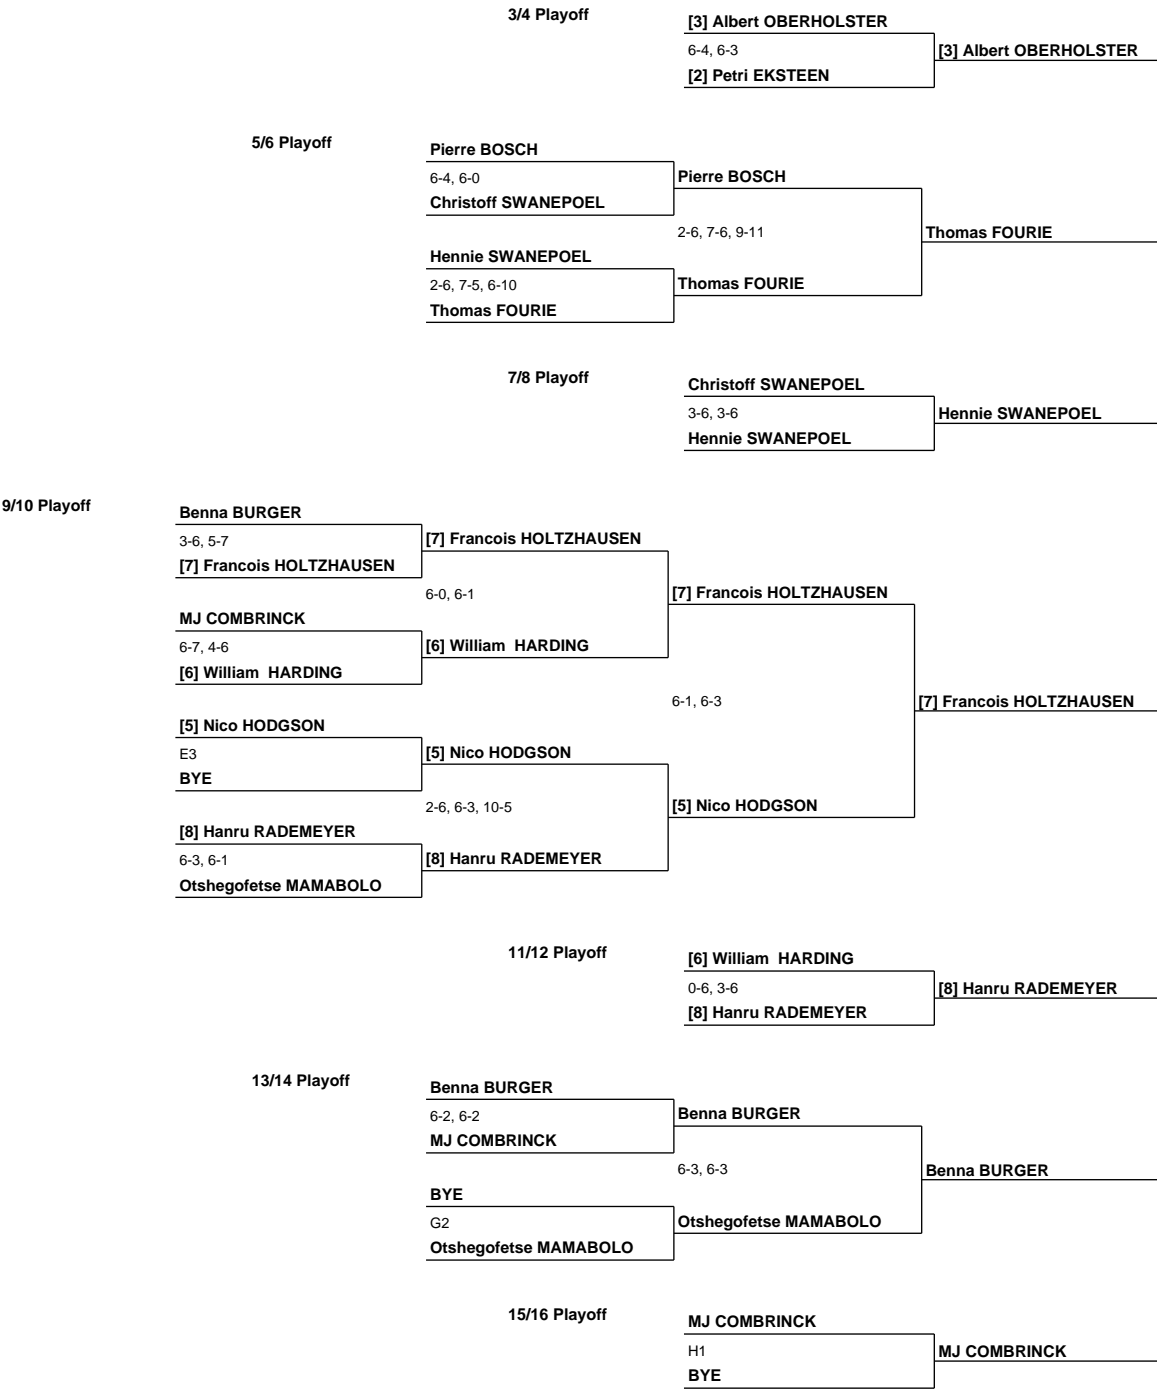 3/4 Playoff
[3] Albert OBERHOLSTER
6-4, 6-3
[3] Albert OBERHOLSTER
[2] Petri EKSTEEN
5/6 Playoff
Pierre BOSCH
6-4, 6-0
Pierre BOSCH
Christoff SWANEPOEL
2-6, 7-6, 9-11
Thomas FOURIE
Hennie SWANEPOEL
2-6, 7-5, 6-10
Thomas FOURIE
Thomas FOURIE
7/8 Playoff
Christoff SWANEPOEL
3-6, 3-6
Hennie SWANEPOEL
Hennie SWANEPOEL
9/10 Playoff
Benna BURGER
3-6, 5-7
[7] Francois HOLTZHAUSEN
[7] Francois HOLTZHAUSEN
6-0, 6-1
[7] Francois HOLTZHAUSEN
MJ COMBRINCK
6-7, 4-6
[6] William  HARDING
[6] William  HARDING
6-1, 6-3
[7] Francois HOLTZHAUSEN
[5] Nico HODGSON
E3
[5] Nico HODGSON
BYE
2-6, 6-3, 10-5
[5] Nico HODGSON
[8] Hanru RADEMEYER
6-3, 6-1
[8] Hanru RADEMEYER
Otshegofetse MAMABOLO
11/12 Playoff
[6] William  HARDING
0-6, 3-6
[8] Hanru RADEMEYER
[8] Hanru RADEMEYER
13/14 Playoff
Benna BURGER
6-2, 6-2
Benna BURGER
MJ COMBRINCK
6-3, 6-3
Benna BURGER
BYE
G2
Otshegofetse MAMABOLO
Otshegofetse MAMABOLO
15/16 Playoff
MJ COMBRINCK
H1
MJ COMBRINCK
BYE